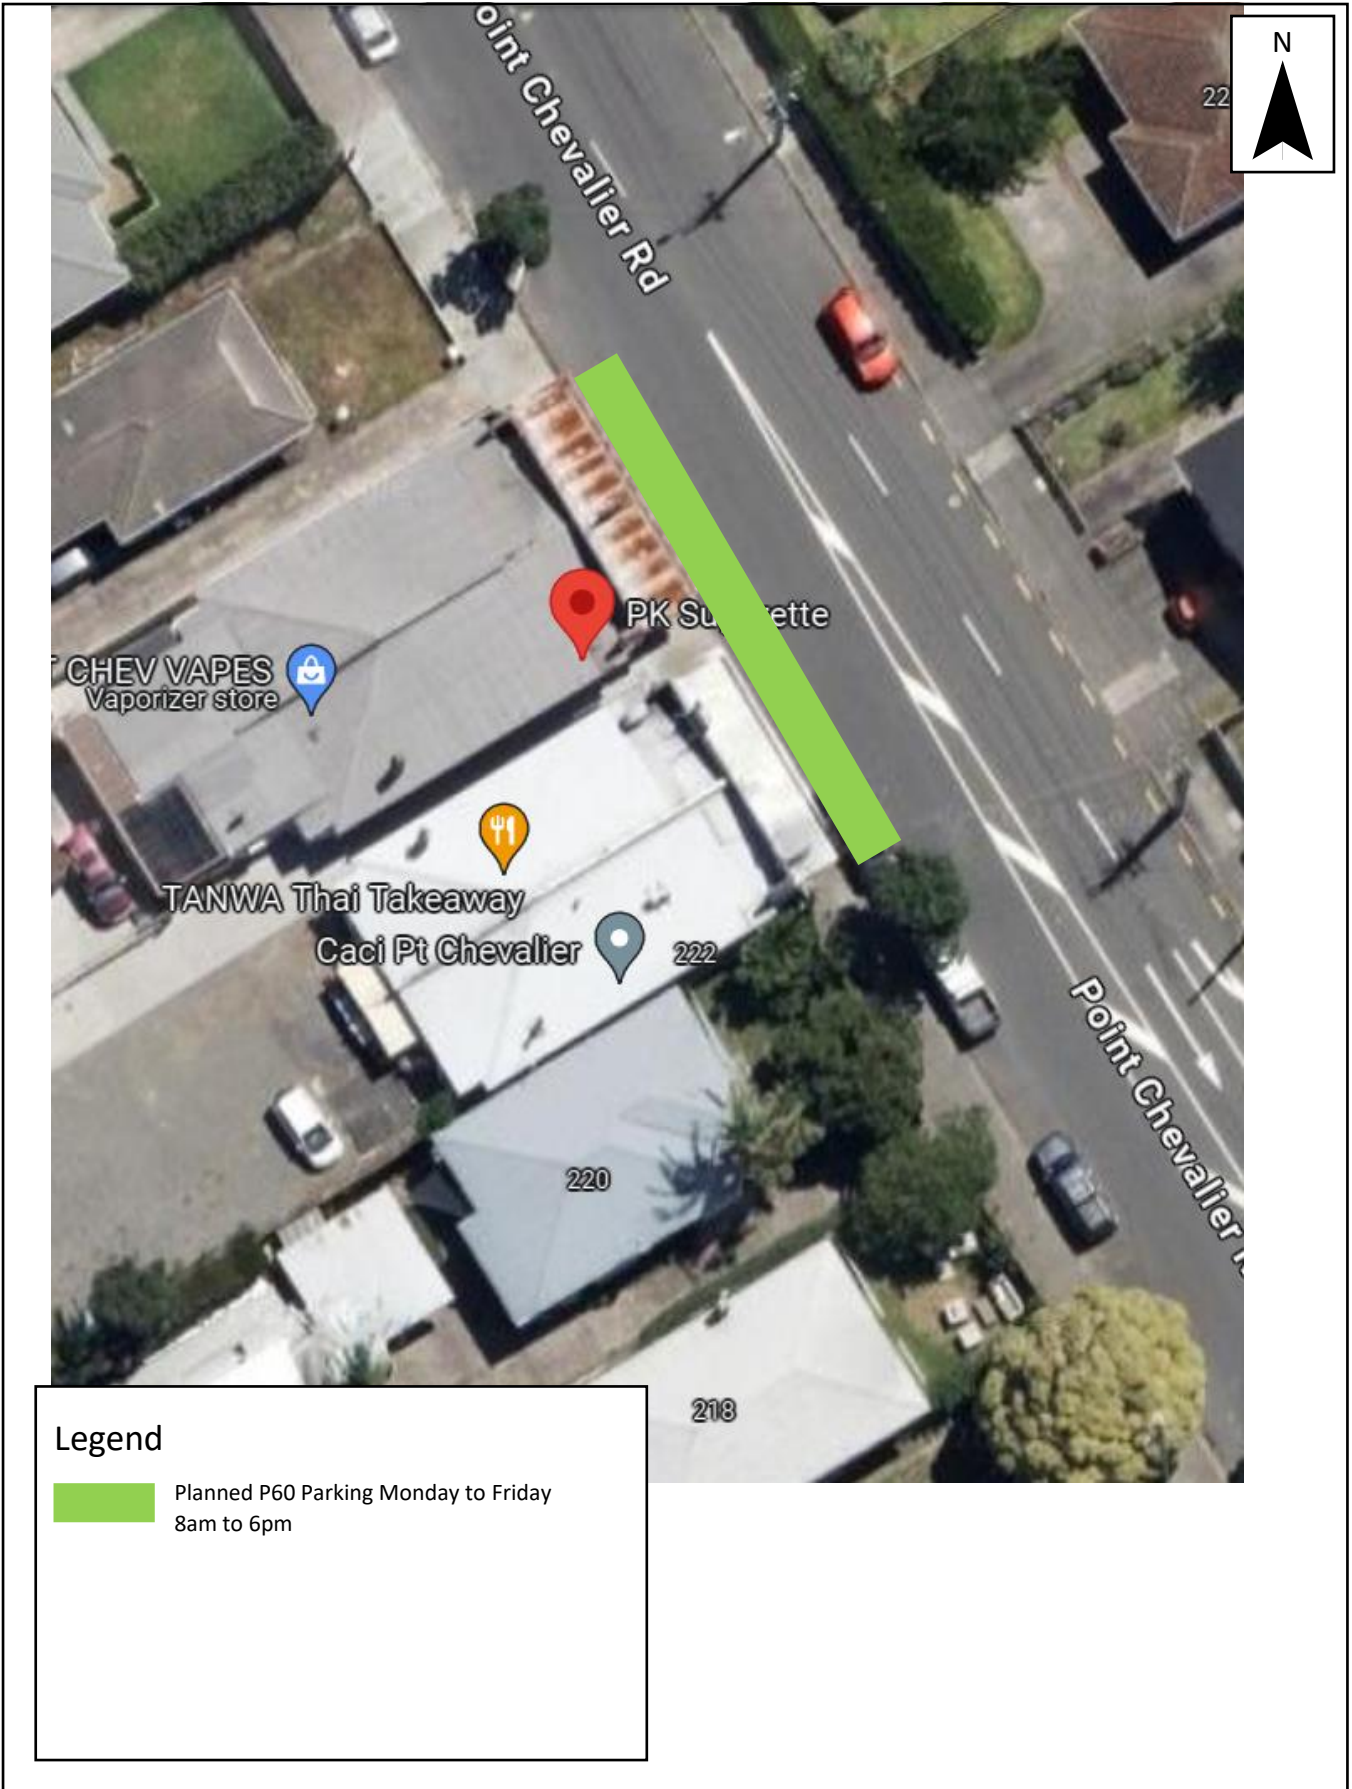 N
oint Chevalier Rd
22
PK Su
ette
CHEV VAPES
Vaporizer store
TANWA Thai Takeaway
Caci Pt Chevalier
222
Point Chevalier
220
218
Legend
Planned P60 Parking Monday to Friday
8am to 6pm